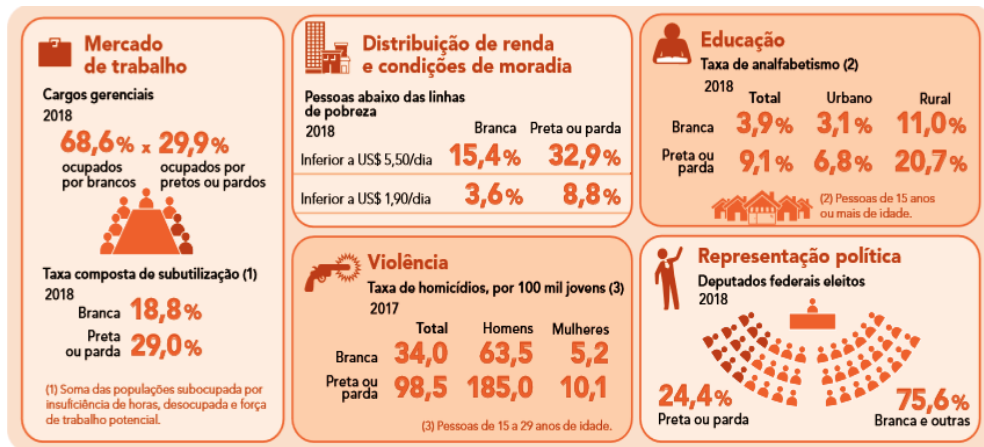 Mercado
de trabalho
Cargos gerenciais
2018
68,6% x 29,9%
ocupados por brancos
ocupados por pretos ou pardos
Taxa composta de subutilização (1)
2018
Branca 18,8%
Preta
ou parda 29,0%
(1) Soma das populações subocupada por
insuficiência de horas, desocupada e força
de trabalho potencial.
Distribuição de renda
e condições de moradia
Pessoas abaixo das linhas
de pobreza
2018 Branca Preta ou parda
Inferior a US$ 5,50/dia 15,4% 32,9%
Inferior a US$ 1,90/dia 3,6% 8,8%
Educação
Taxa de analfabetismo (2)
2018
Total Urbano Rural
Branca 3,9% 3,1% 11,0%
Preta ou
parda 9,1% 6,8% 20,7%
(2) Pessoas de 15 anos
ou mais de idade.
Violência
Taxa de homicídios, por 100 mil jovens (3)
2017
Total Homens Mulheres
Branca 34,0 63,5 5,2
Preta ou
parda 98,5 185,0 10,1
(3) Pessoas de 15 a 29 anos de idade.
Representação política
Deputados federais eleitos
2018
24,4%
Preta ou parda
75,6%
Branca e outras